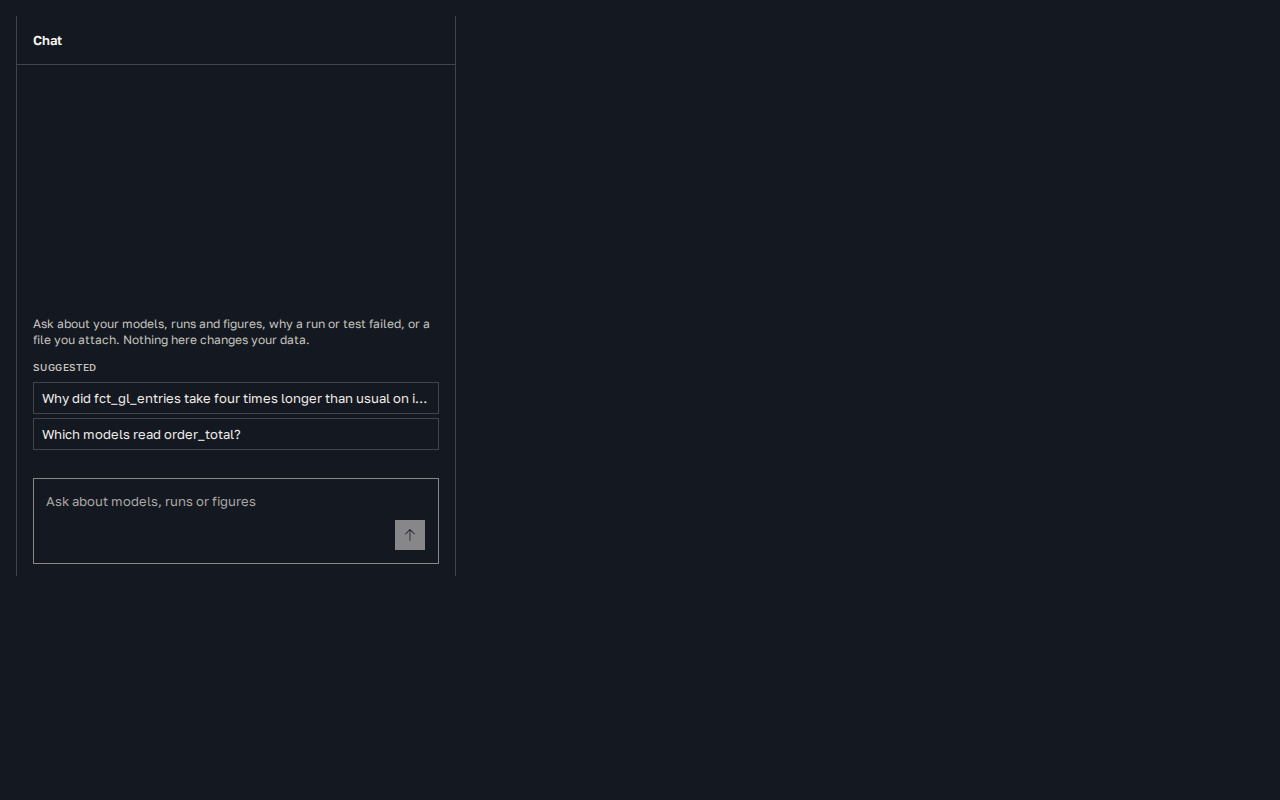 Chat
Ask about your models, runs and figures, why a run or test failed, or a
file you attach. Nothing here changes your data.
SUGGESTED
Why did fct_gl_entries take four times longer than usual on i...
Which models read order_total?
Ask about models, runs or figures